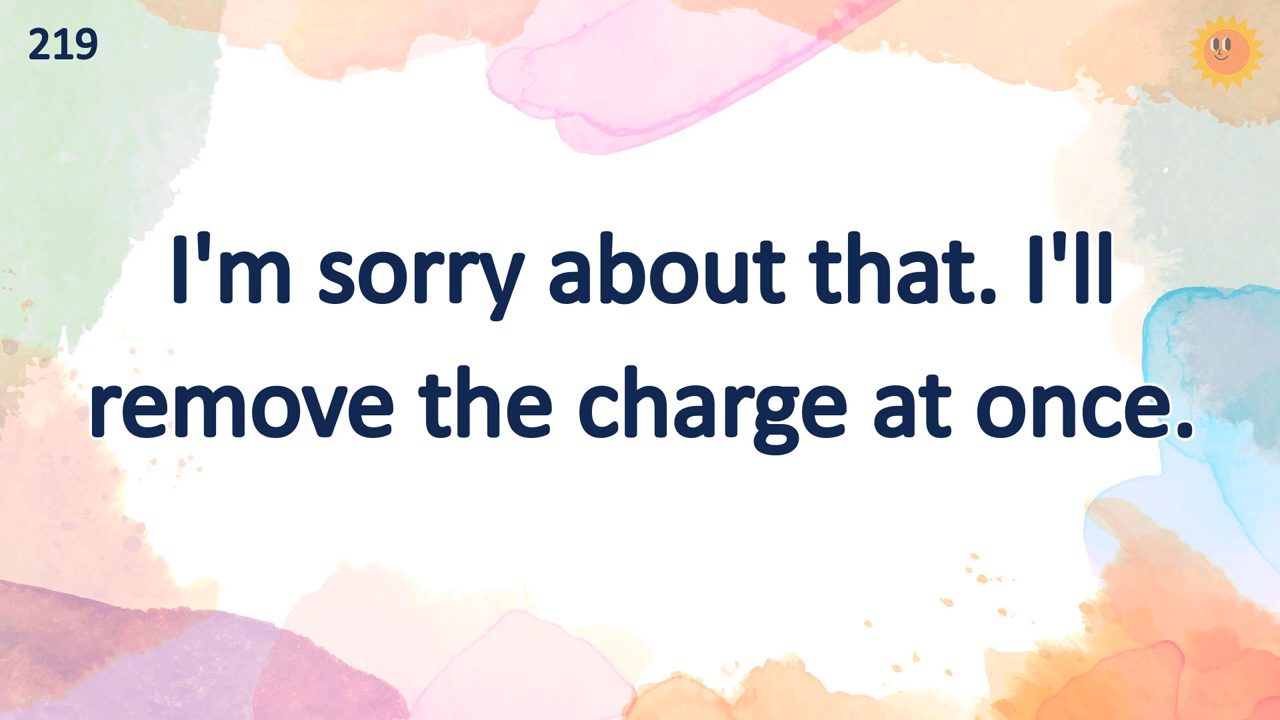 219
I'm sorry about that. I'll
remove the charge at once.